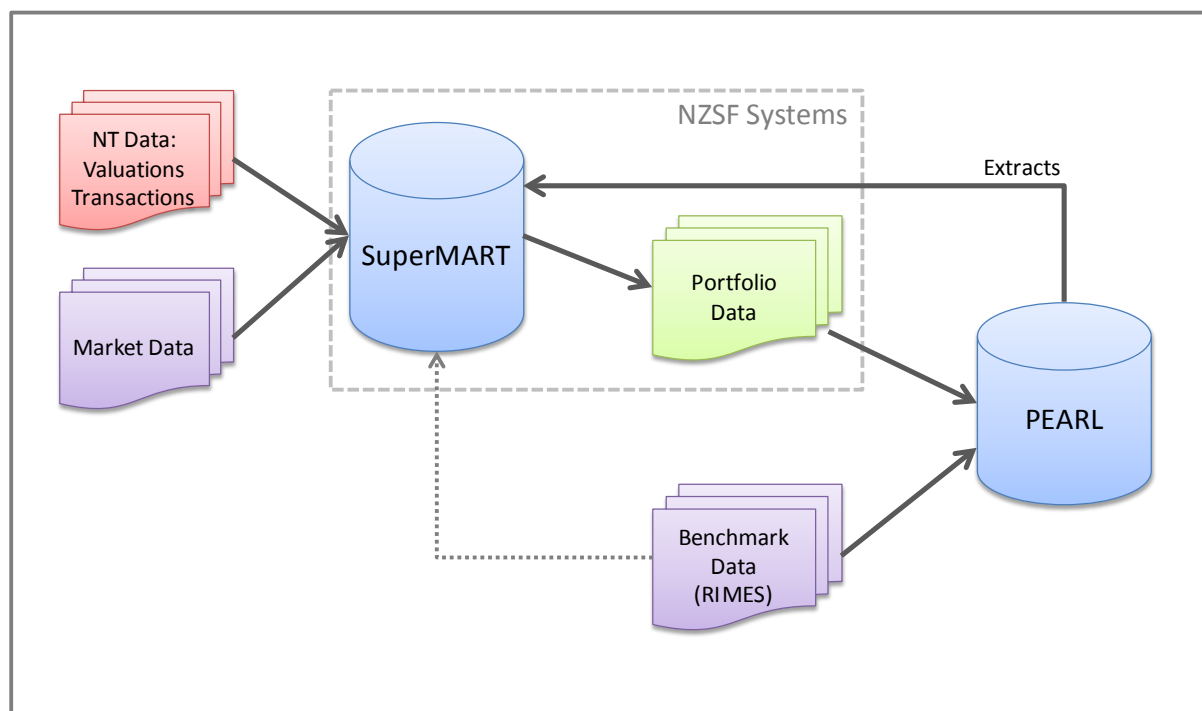 NZSF Systems
NT Data:
Valuations
Transactions
Extracts
SuperMART
Portfolio
Data
Market Data
PEARL
Benchmark
Data
(RIMES)